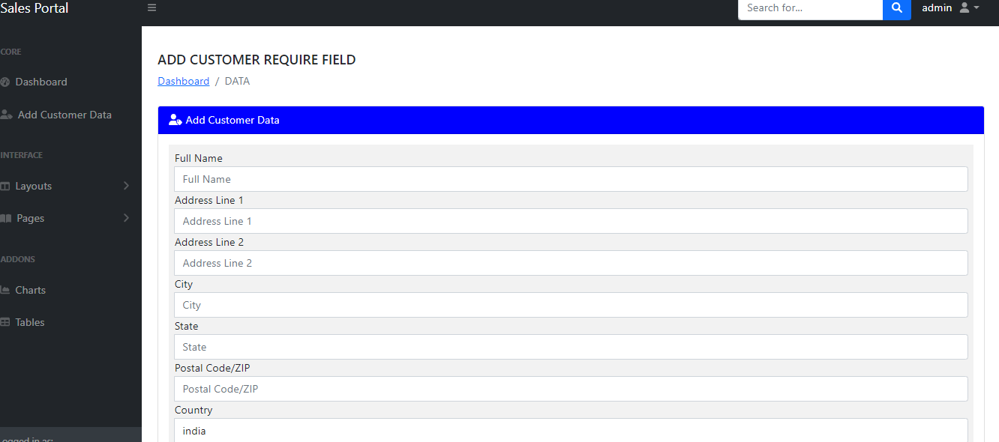 Sales Portal
Search for...
admin
CORE
Dashboard
Add Customer Data
INTERFACE
Layouts
Pages
ADDONS
Charts
Tables
Logged in as:
ADD CUSTOMER REQUIRE FIELD
Dashboard / DATA
Add Customer Data
Full Name
Full Name
Address Line 1
Address Line 1
Address Line 2
Address Line 2
City
City
State
State
Postal Code/ZIP
Postal Code/ZIP
Country
india